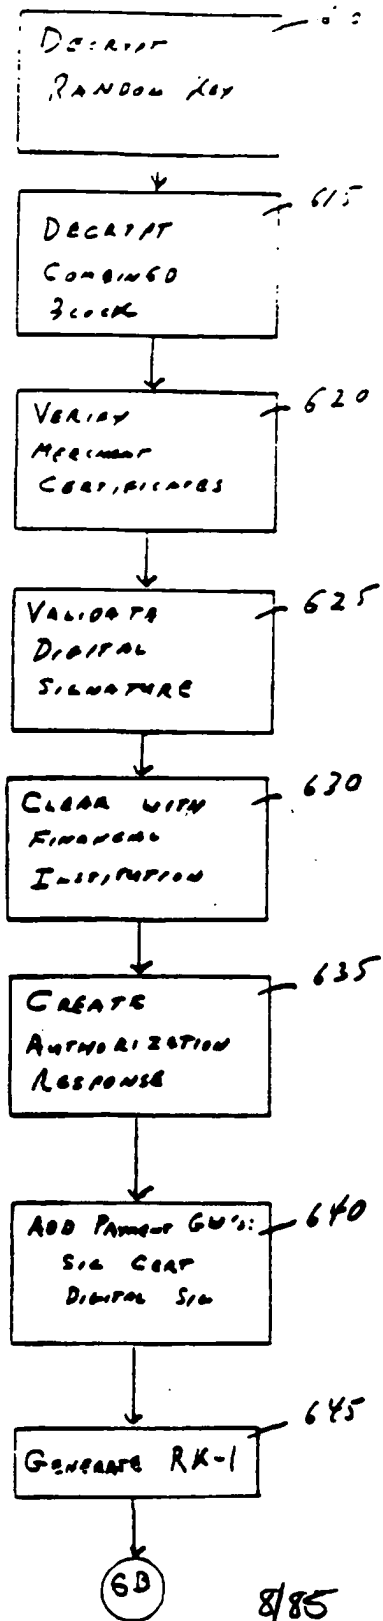 DECRYPT
RANDOM KEY
615
DECRYPT
COMBINED
BLOCK
620
VERIFY
MERCHANT
CERTIFICATES
625
VALIDATE
DIGITAL
SIGNATURE
630
CLEAR WITH
FINANCIAL
INSTITUTION
635
CREATE
AUTHORIZATION
RESPONSE
640
ADD PAYMENT GW's:
SIG CERT
DIGITAL SIG
645
GENERATE RK-1
6B
8/85